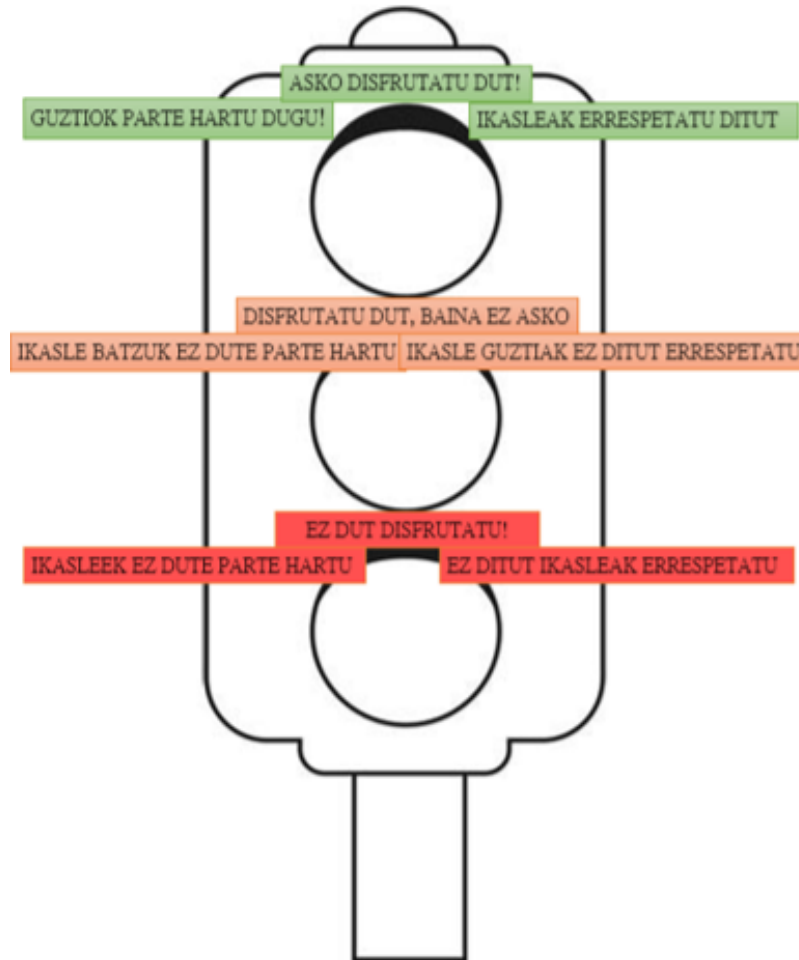 ASKO DISFRUTATU DUT!
GUZTIOK PARTE HARTU DUGU!
IKASLEAK ERRESPETATU DITUT
DISFRUTATU DUT, BAINA EZ ASKO
IKASLE BATZUK EZ DUTE PARTE HARTU
IKASLE GUZTIAK EZ DITUT ERRESPETATU
EZ DUT DISFRUTATU!
IKASLEEK EZ DUTE PARTE HARTU
EZ DITUT IKASLEAK ERRESPETATU